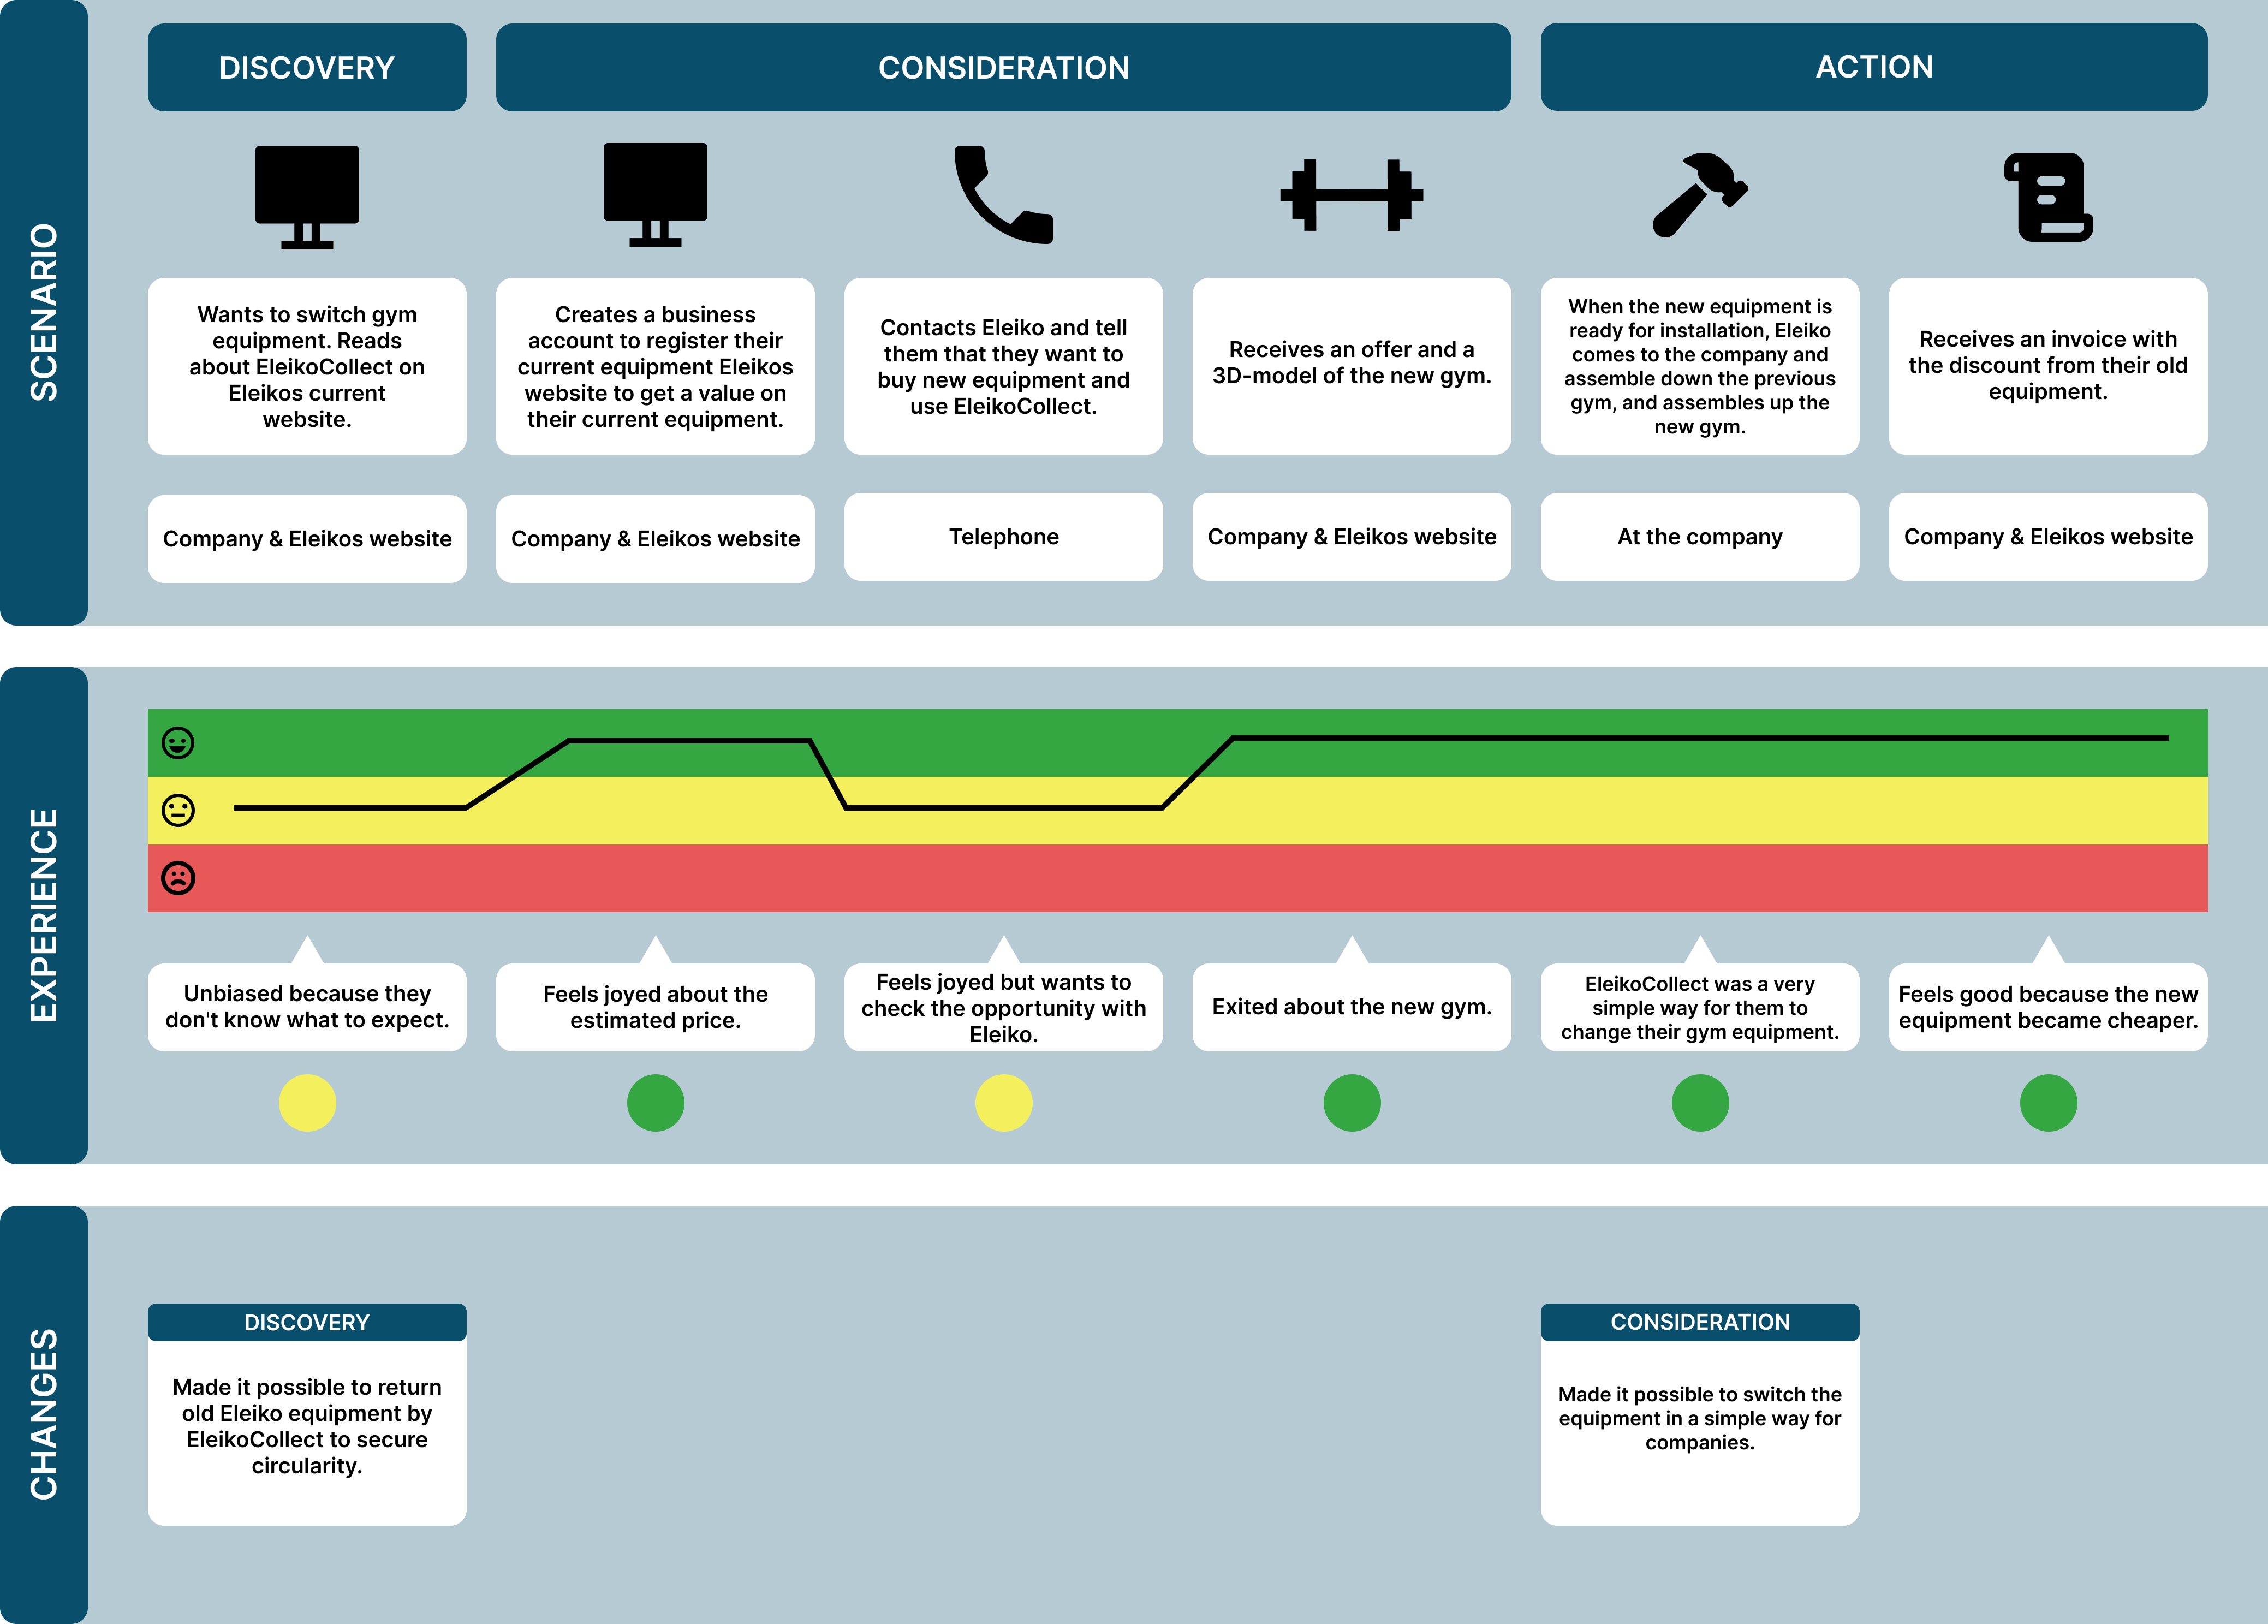 SCENARIO
DISCOVERY
CONSIDERATION
ACTION
Wants to switch gym
equipment. Reads
about EleikoCollect on
Eleikos current
website.
Creates a business
account to register their
current equipment Eleikos
website to get a value on
their current equipment.
Contacts Eleiko and tell
them that they want to
buy new equipment and
use EleikoCollect.
Receives an offer and a
3D-model of the new gym.
When the new equipment is
ready for installation, Eleiko
comes to the company and
assemble down the previous
gym, and assembles up the
new gym.
Receives an invoice with
the discount from their old
equipment.
Company & Eleikos website
Company & Eleikos website
Telephone
Company & Eleikos website
At the company
Company & Eleikos website
EXPERIENCE
Unbiased because they
don't know what to expect.
Feels joyed about the
estimated price.
Feels joyed but wants to
check the opportunity with
Eleiko.
Exited about the new gym.
EleikoCollect was a very
simple way for them to
change their gym equipment.
Feels good because the new
equipment became cheaper.
CHANGES
DISCOVERY
Made it possible to return
old Eleiko equipment by
EleikoCollect to secure
circularity.
CONSIDERATION
Made it possible to switch the
equipment in a simple way for
companies.